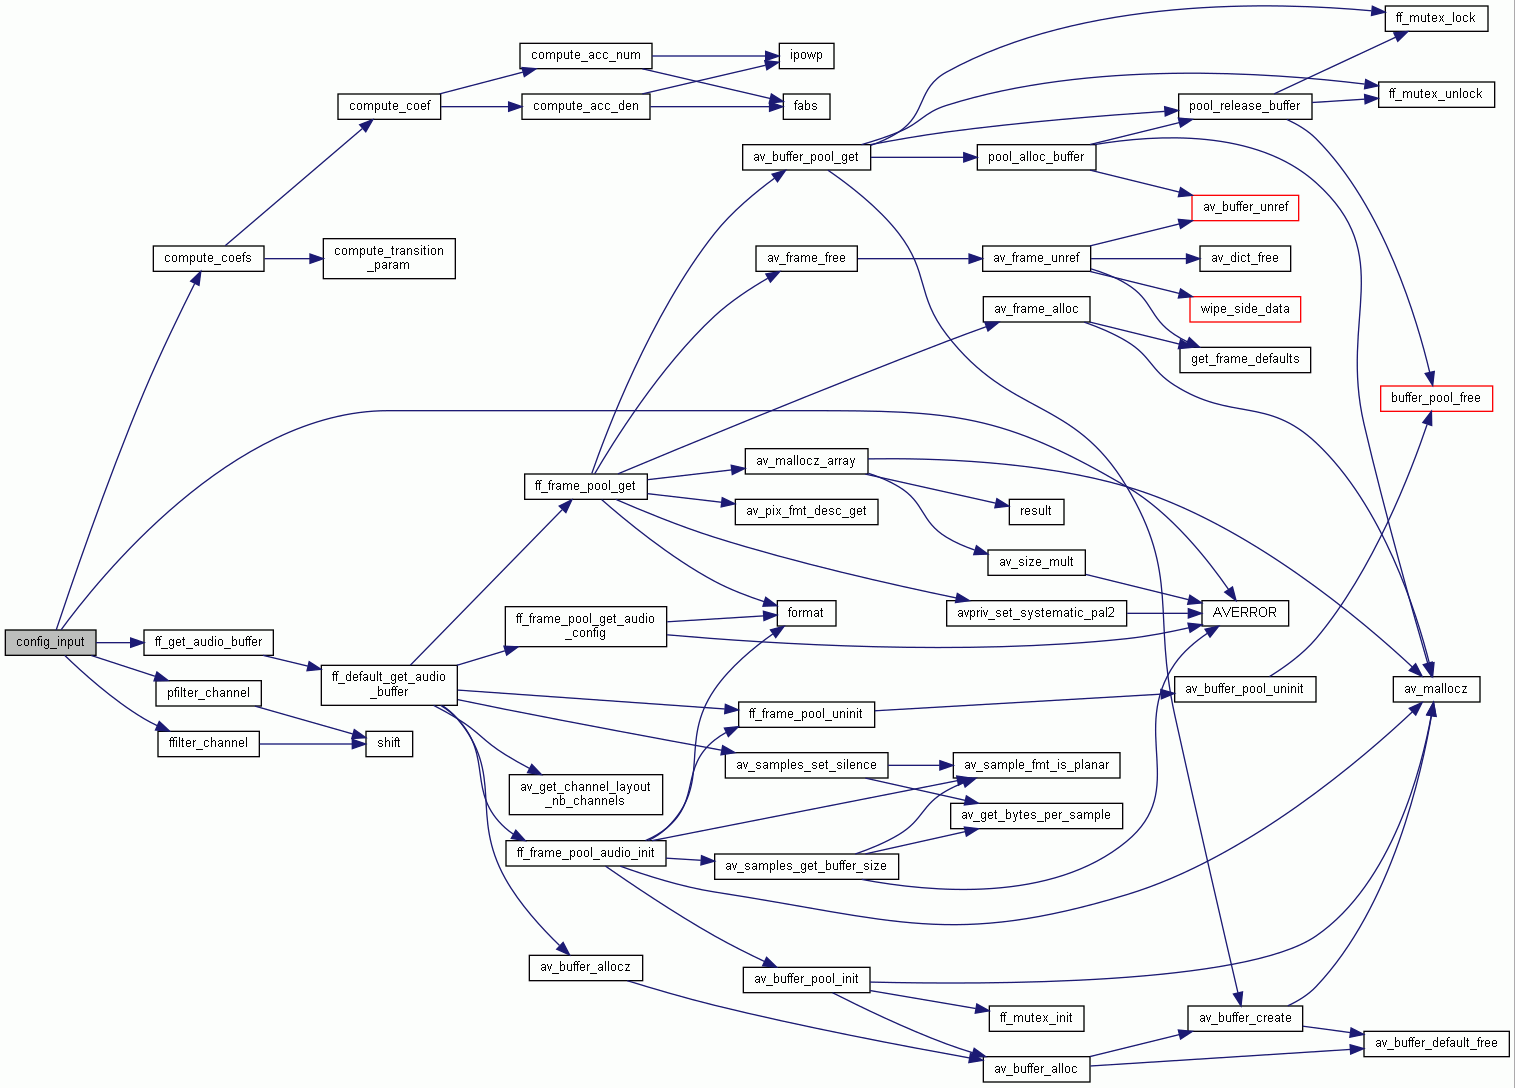 ff_mutex_lock
compute_acc_num
ipowp
ff_mutex_unlock
compute_coef
compute_acc_den
fabs
pool_release_buffer
av_buffer_pool_get
pool_alloc_buffer
av_buffer_unref
compute_coefs
compute_transition
_param
av_frame_free
av_frame_unref
av_dict_free
av_frame_alloc
wipe_side_data
get_frame_defaults
buffer_pool_free
av_mallocz_array
ff_frame_pool_get
av_pix_fmt_desc_get
result
av_size_mult
format
avpriv_set_systematic_pal2
AVERROR
ff_frame_pool_get_audio
_config
config_input
ff_get_audio_buffer
ff_default_get_audio
_buffer
pfilter_channel
av_buffer_pool_uninit
av_mallocz
ff_frame_pool_uninit
ffilter_channel
shift
av_samples_set_silence
av_sample_fmt_is_planar
av_get_channel_layout
_nb_channels
av_get_bytes_per_sample
ff_frame_pool_audio_init
av_samples_get_buffer_size
av_buffer_allocz
av_buffer_pool_init
ff_mutex_init
av_buffer_create
av_buffer_default_free
av_buffer_alloc